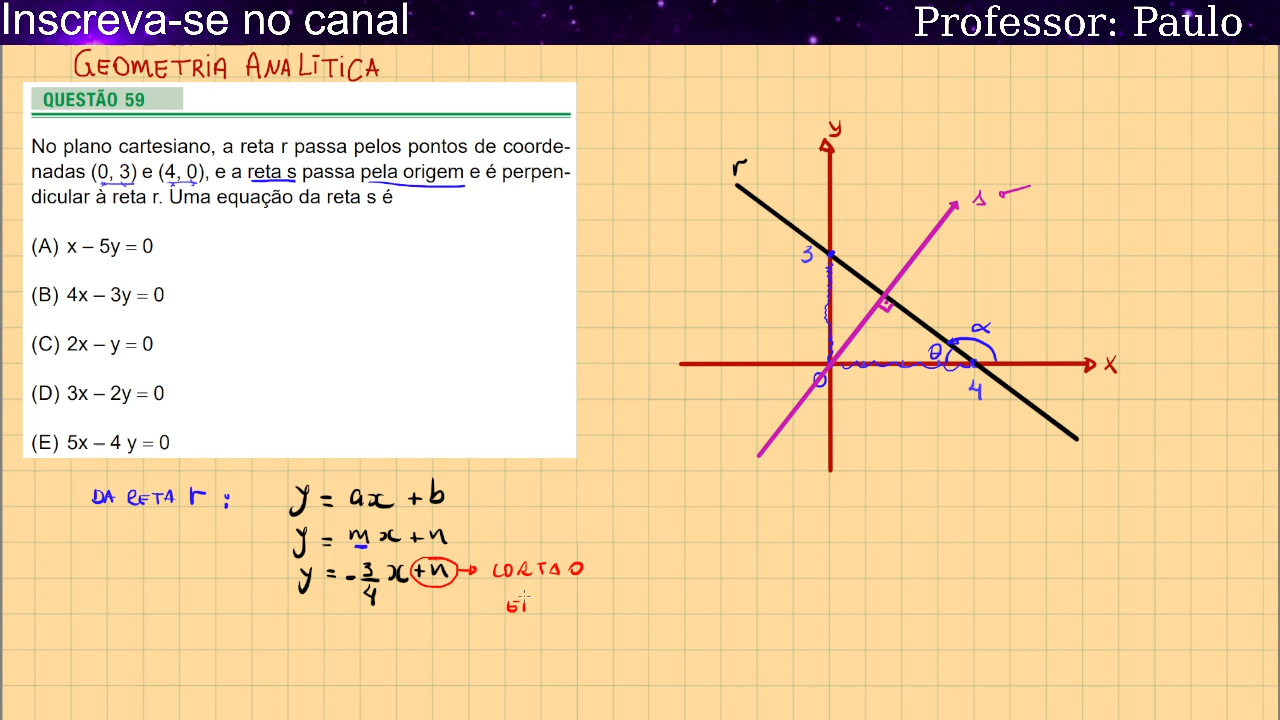 Inscreva-se no canal
Professor: Paulo
GEOMETRIA ANALÍTICA
QUESTÃO 59
No plano cartesiano, a reta r passa pelos pontos de coorde-
nadas (0, 3) e (4, 0), e a reta s passa pela origem e é perpen-
dicular à reta r. Uma equação da reta s é
(A) x – 5y = 0
(B) 4x – 3y = 0
(C) 2x – y = 0
(D) 3x – 2y = 0
(E) 5x – 4 y = 0
y
r
s
3
α
θ
x
0
4
DA RETA r :
y = ax + b
y = mx + n
y = -3/4 x + n → CORTA O
EI